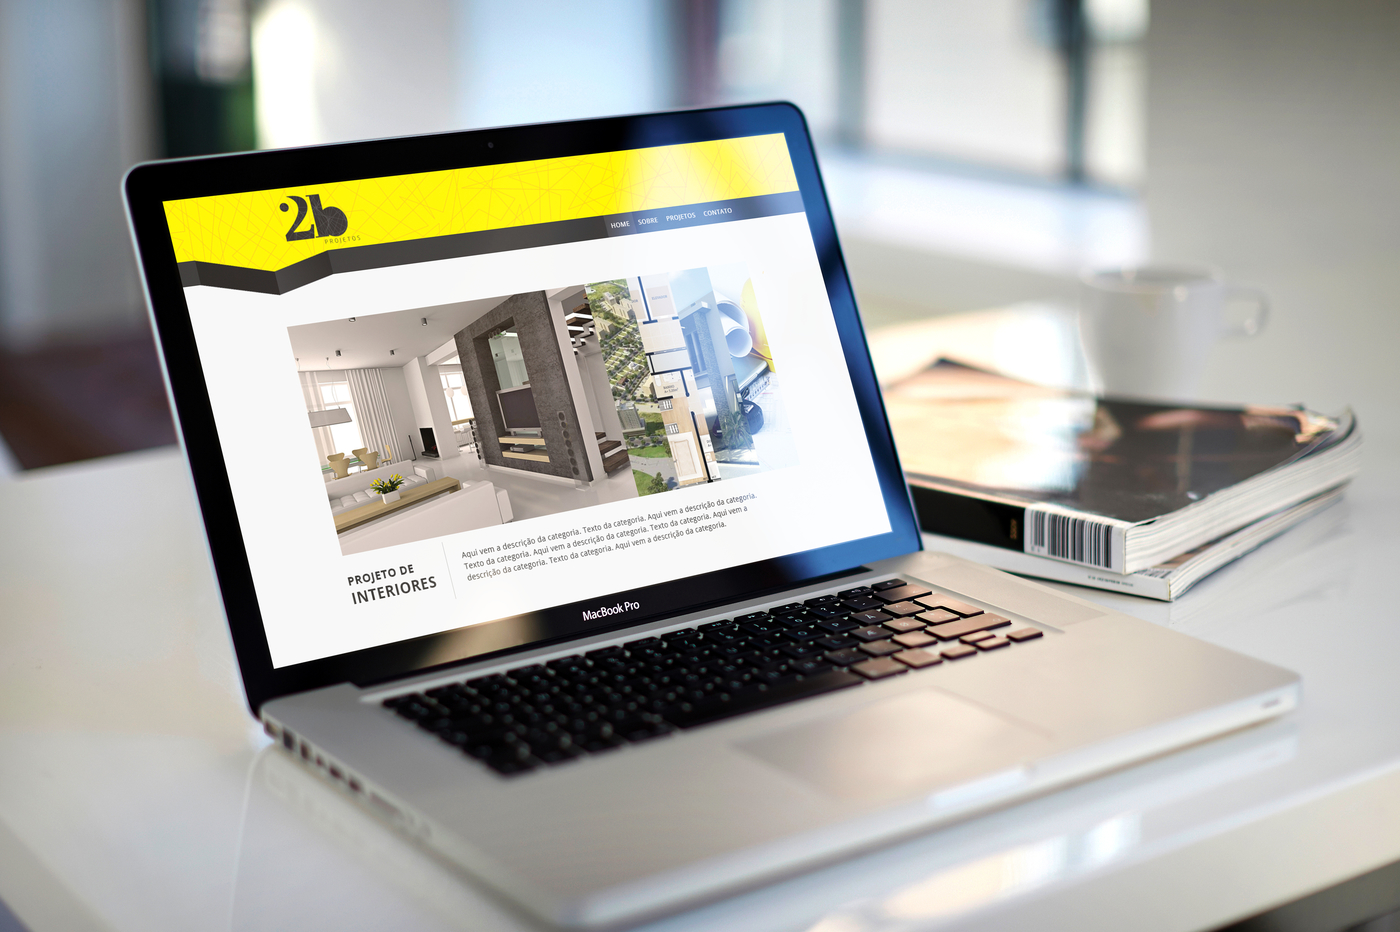 2b
PROJETOS
HOME SOBRE PROJETOS CONTATO
PROJETO DE
INTERIORES
Aqui vem a descrição da categoria. Texto da categoria. Aqui vem a descrição da categoria.
Texto da categoria. Aqui vem a descrição da categoria. Texto da categoria. Aqui vem a
descrição da categoria. Texto da categoria. Aqui vem a descrição da categoria.
MacBook Pro